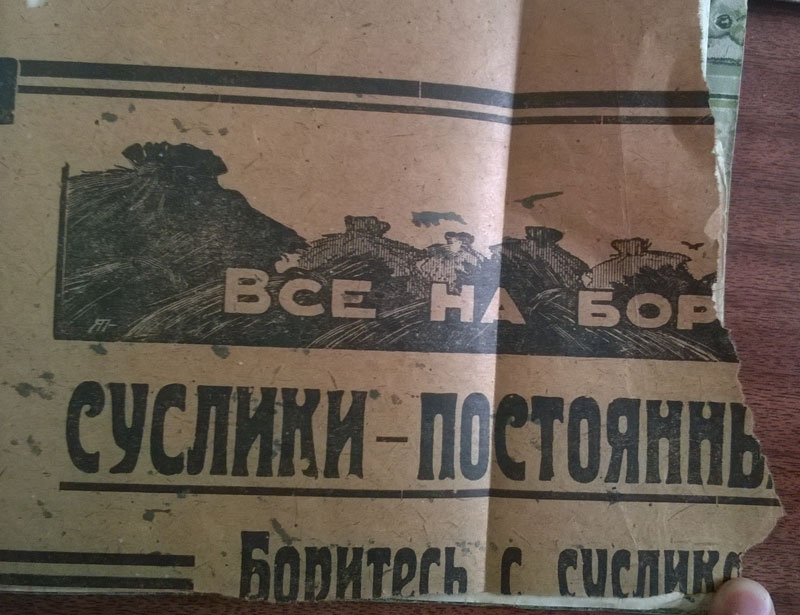 ВСЕ НА БОР
СУСЛИКИ – ПОСТОЯННЫ
Боритесь с суслика